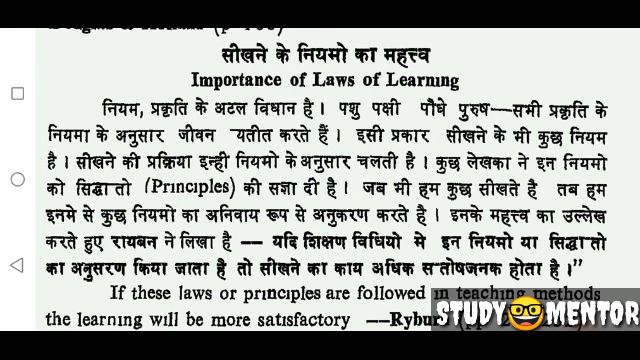 सीखने के नियमो का महत्त्व
Importance of Laws of Learning
नियम, प्रकृति के अटल विधान है। पशु पक्षी पौधे पुरुष—सभी प्रकृति के
नियमा के अनुसार जीवन यतीत करते हैं। इसी प्रकार सीखने के भी कुछ नियम
है। सीखने की प्रक्रिया इन्ही नियमो के अनुसार चलती है। कुछ लेखका ने इन नियमो
को सिद्धातो (Principles) की सज्ञा दी है। जब भी हम कुछ सीखते है तब हम
इनमे से कुछ नियमो का अनिवाय रूप से अनुकरण करते है। इनके महत्त्व का उल्लेख
करते हुए रायबन ने लिखा है -- यदि शिक्षण विधियो मे इन नियमो या सिद्धातो
का अनुसरण किया जाता है तो सीखने का काय अधिक सतोषजनक होता है।”
If these laws or principles are followed in teaching methods
the learning will be more satisfactory —Ryburn
STUDY MENTOR